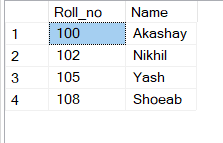 Roll_no Name
1 100 Akashay
2 102 Nikhil
3 105 Yash
4 108 Shoeab